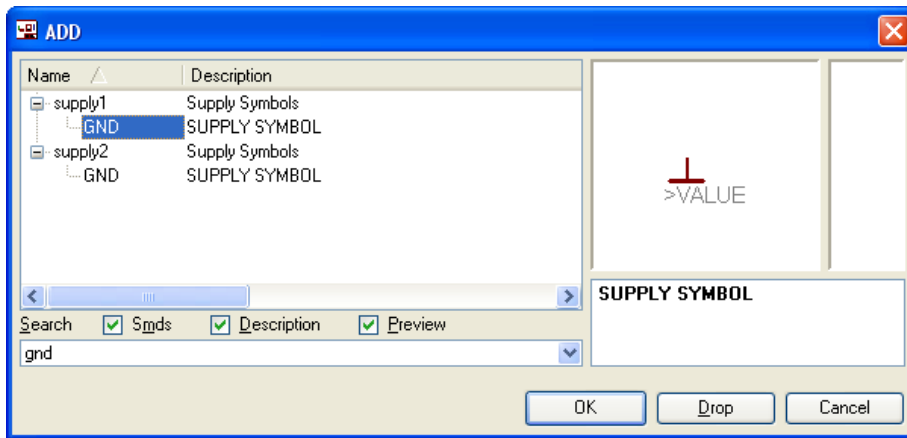 ADD
Name Description
supply1 Supply Symbols
GND SUPPLY SYMBOL
supply2 Supply Symbols
GND SUPPLY SYMBOL
>VALUE
SUPPLY SYMBOL
Search Smds Description Preview
gnd
OK Drop Cancel